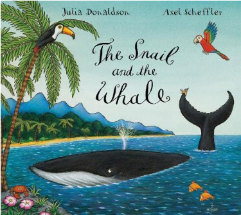 Julia Donaldson Axel Scheffler
The Snail
and the
Whale